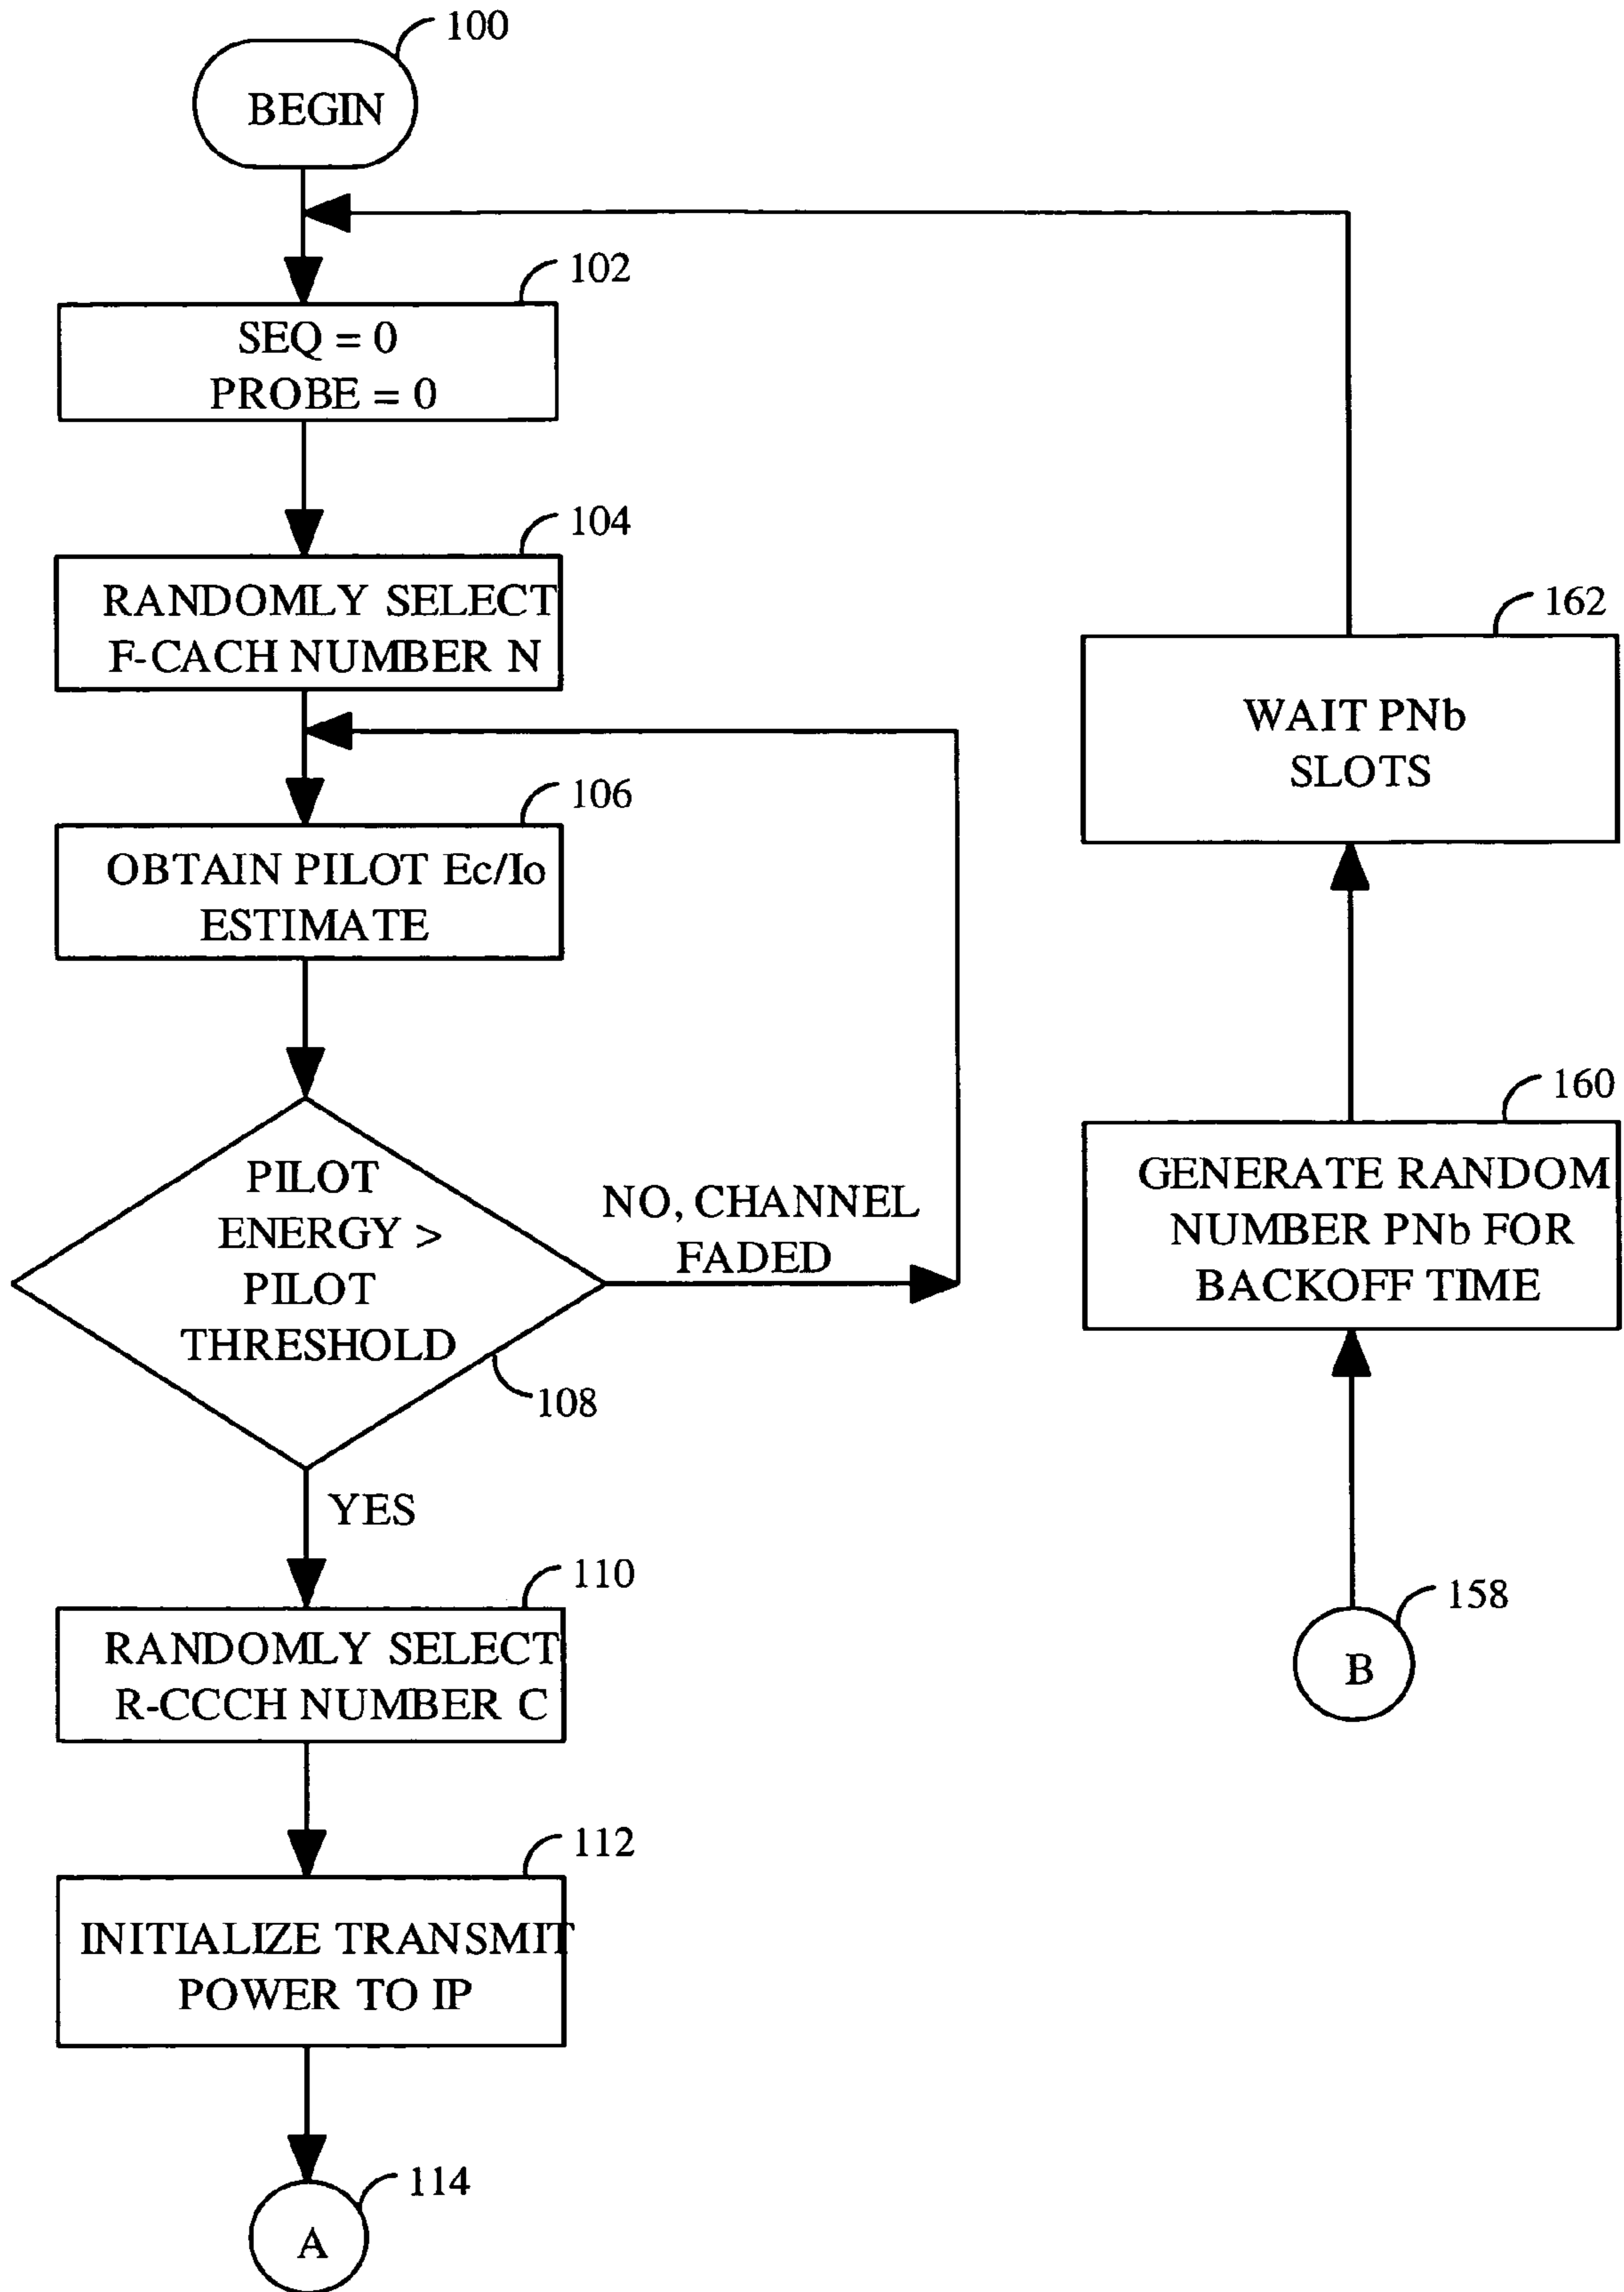 100
BEGIN
102
SEQ = 0
PROBE = 0
104
RANDOMLY SELECT
F-CACH NUMBER N
106
OBTAIN PILOT Ec/Io
ESTIMATE
PILOT
ENERGY >
PILOT
THRESHOLD
108
NO, CHANNEL
FADED
YES
110
RANDOMLY SELECT
R-CCCH NUMBER C
112
INITIALIZE TRANSMIT
POWER TO IP
114
A
162
WAIT PNb
SLOTS
160
GENERATE RANDOM
NUMBER PNb FOR
BACKOFF TIME
158
B